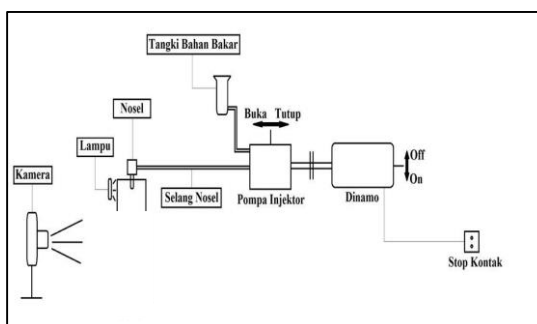 Tangki Bahan Bakar
Nosel
Buka Tutup
Lampu
Off
Kamera
On
Selang Nosel
Pompa Injektor
Dinamo
Stop Kontak